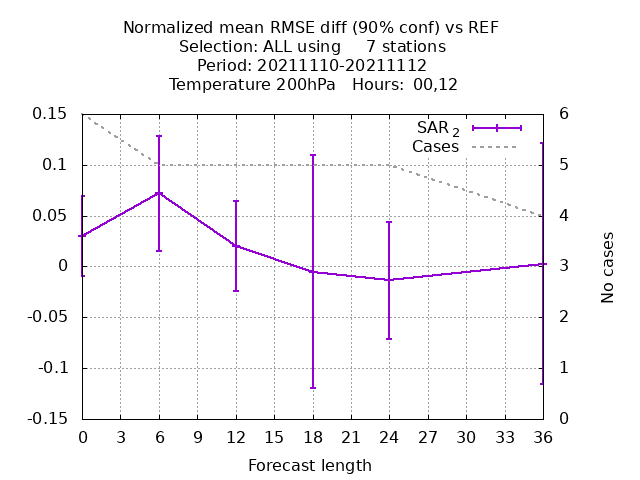 Normalized mean RMSE diff (90% conf) vs REF
Selection: ALL using     7 stations
Period: 20211110-20211112
Temperature 200hPa   Hours: 00,12
SAR 2
Cases
0.15
0.1
0.05
0
-0.05
-0.1
-0.15
6
5
4
3
2
1
0
No cases
0 3 6 9 12 15 18 21 24 27 30 33 36
Forecast length